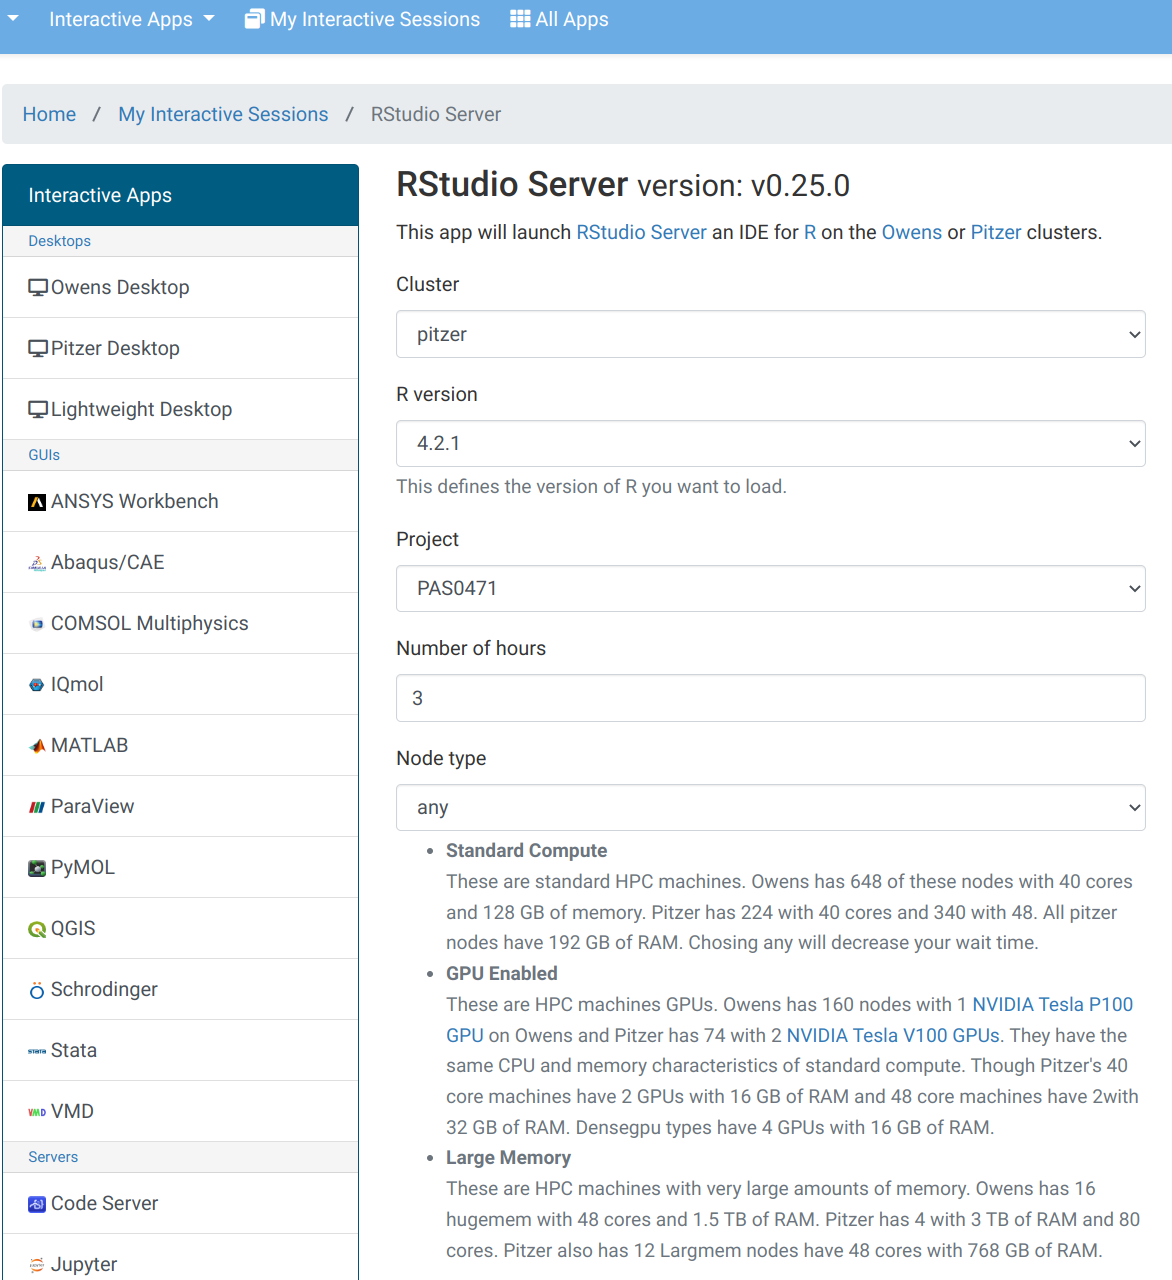 Interactive Apps
My Interactive Sessions
All Apps
Home / My Interactive Sessions / RStudio Server
Interactive Apps
Desktops
Owens Desktop
Pitzer Desktop
Lightweight Desktop
GUIs
ANSYS Workbench
Abaqus/CAE
COMSOL Multiphysics
IQmol
MATLAB
ParaView
PyMOL
QGIS
Schrodinger
Stata
VMD
Servers
Code Server
Jupyter
RStudio Server version: v0.25.0
This app will launch RStudio Server an IDE for R on the Owens or Pitzer clusters.
Cluster
pitzer
R version
4.2.1
This defines the version of R you want to load.
Project
PAS0471
Number of hours
3
Node type
any
• Standard Compute
These are standard HPC machines. Owens has 648 of these nodes with 40 cores
and 128 GB of memory. Pitzer has 224 with 40 cores and 340 with 48. All pitzer
nodes have 192 GB of RAM. Chosing any will decrease your wait time.
• GPU Enabled
These are HPC machines GPUs. Owens has 160 nodes with 1 NVIDIA Tesla P100
GPU on Owens and Pitzer has 74 with 2 NVIDIA Tesla V100 GPUs. They have the
same CPU and memory characteristics of standard compute. Though Pitzer's 40
core machines have 2 GPUs with 16 GB of RAM and 48 core machines have 2with
32 GB of RAM. Densegpu types have 4 GPUs with 16 GB of RAM.
• Large Memory
These are HPC machines with very large amounts of memory. Owens has 16
hugemem with 48 cores and 1.5 TB of RAM. Pitzer has 4 with 3 TB of RAM and 80
cores. Pitzer also has 12 Largmem nodes have 48 cores with 768 GB of RAM.